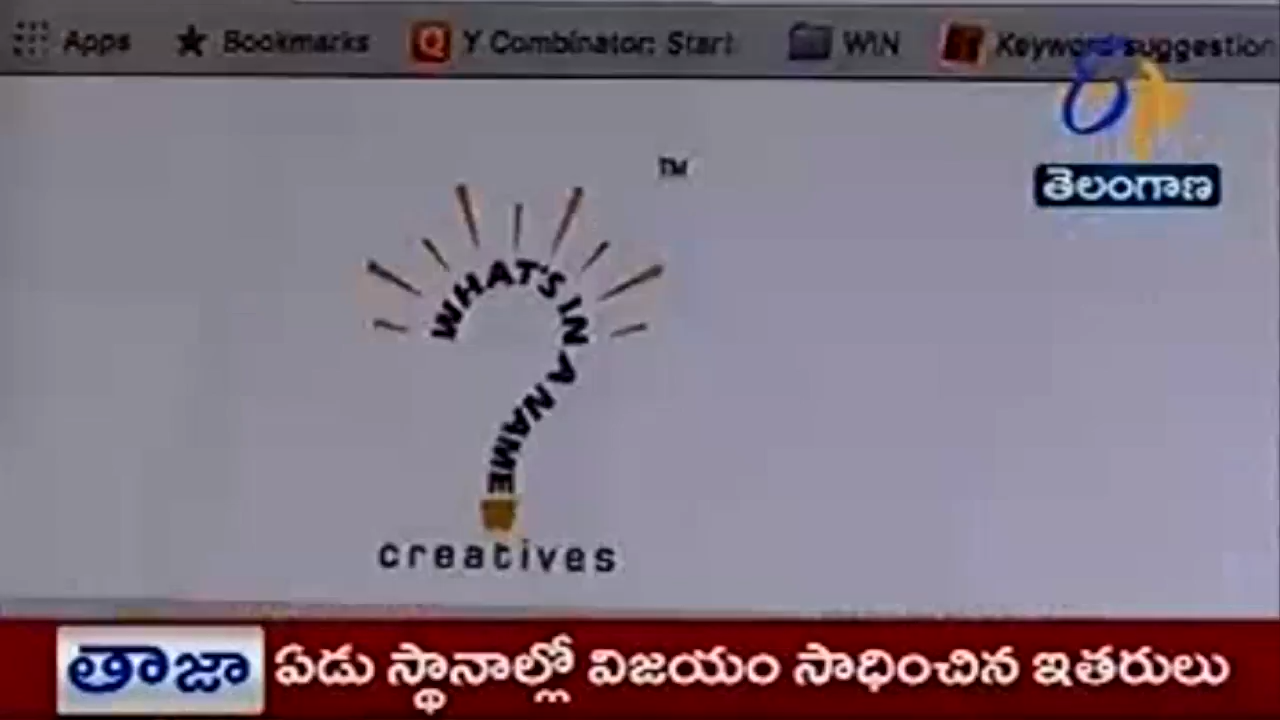 Apps Bookmarks Y Combinator: Start WIN Keyword suggestion
తెలంగాణ
TM
WHAT'S IN A NAME
creatives
తాజా ఏడు స్థానాల్లో విజయం సాధించిన ఇతరులు